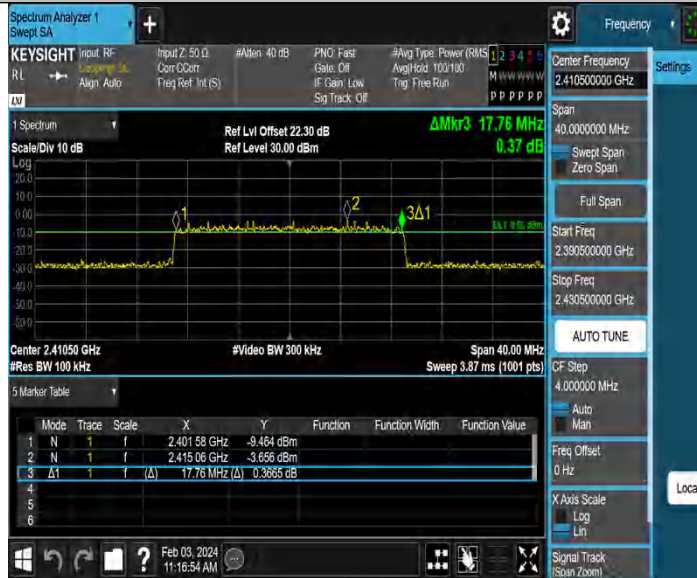 Spectrum Analyzer 1
Swept SA
+
Frequency
KEYSIGHT
RL
Input: RF
Align: Auto
Input Z: 50 Ω
Corr CCorr
Freq Ref: Int (S)
#Atten: 40 dB
PNO: Fast
Gate: Off
IF Gain: Low
Sig Track: Off
#Avg Type: Power (RMS
Avg|Hold: 100/100
Trig: Free Run
1 2 3 4 5 6
M W W W W W
P P P P P P
Settings
Center Frequency
2.410500000 GHz
Span
40.0000000 MHz
Swept Span
Zero Span
Full Span
Start Freq
2.390500000 GHz
Stop Freq
2.430500000 GHz
AUTO TUNE
CF Step
4.000000 MHz
Auto
Man
Freq Offset
0 Hz
X Axis Scale
Log
Lin
Signal Track
(Span Zoom)
Local
1 Spectrum
Scale/Div 10 dB
Ref Lvl Offset 22.30 dB
Ref Level 30.00 dBm
ΔMkr3 17.76 MHz
0.37 dB
Log
20.0
10.0
0.00
-10.0
-20.0
-30.0
-40.0
-50.0
-60.0
1
2
3Δ1
Center 2.41050 GHz
#Res BW 100 kHz
#Video BW 300 kHz
Span 40.00 MHz
Sweep 3.87 ms (1001 pts)
5 Marker Table
Mode Trace Scale X Y Function Function Width Function Value
1 N 1 f 2.401 58 GHz -9.464 dBm
2 N 1 f 2.415 06 GHz -3.656 dBm
3 Δ1 1 f (Δ) 17.76 MHz (Δ) 0.3665 dB
4
5
6
?
Feb 03, 2024
11:16:54 AM